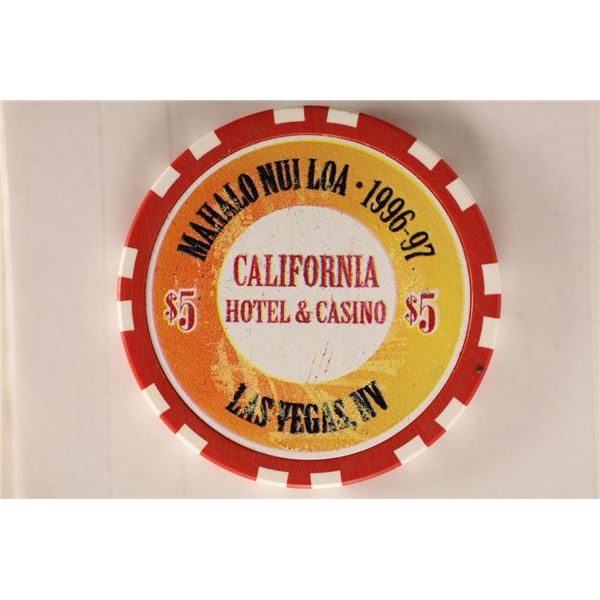 MAHALO NUI LOA · 1996-97
CALIFORNIA
HOTEL & CASINO
$5 $5
LAS VEGAS, NV